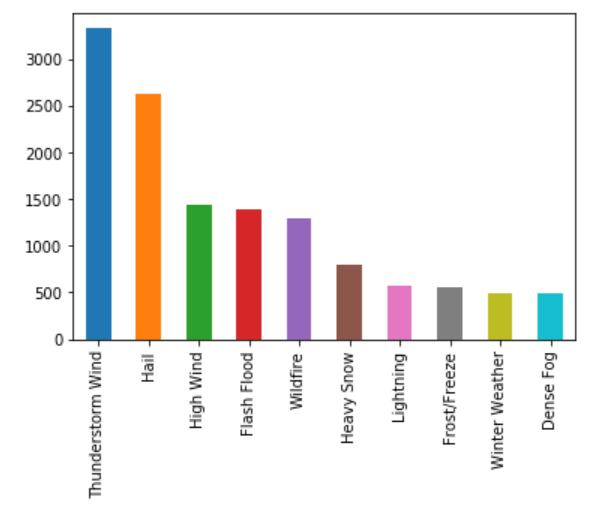 3000
2500
2000
1500
1000
500
0
Thunderstorm Wind
Hail
High Wind
Flash Flood
Wildfire
Heavy Snow
Lightning
Frost/Freeze
Winter Weather
Dense Fog